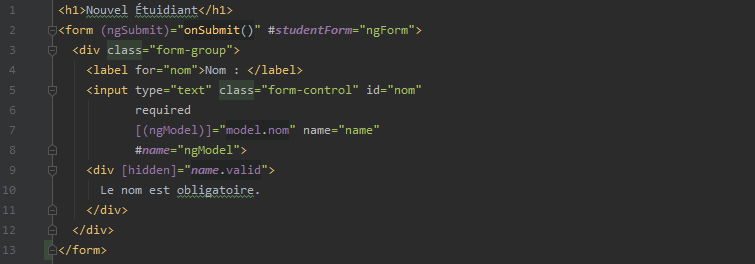 1 <h1>Nouvel Étuidiant</h1>
2 <form (ngSubmit)="onSubmit()" #studentForm="ngForm">
3 <div class="form-group">
4 <label for="nom">Nom : </label>
5 <input type="text" class="form-control" id="nom"
6 required
7 [(ngModel)]="model.nom" name="name"
8 #name="ngModel">
9 <div [hidden]="name.valid">
10 Le nom est obligatoire.
11 </div>
12 </div>
13 </form>